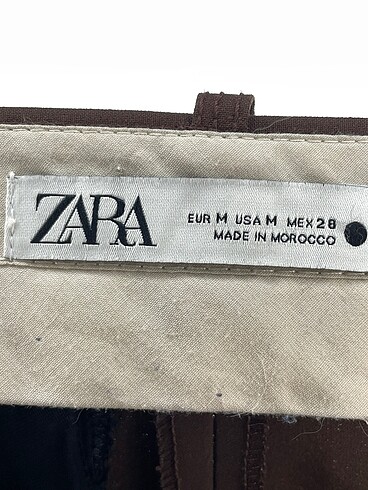 ZARA
EUR M USA M MEX 28
MADE IN MOROCCO